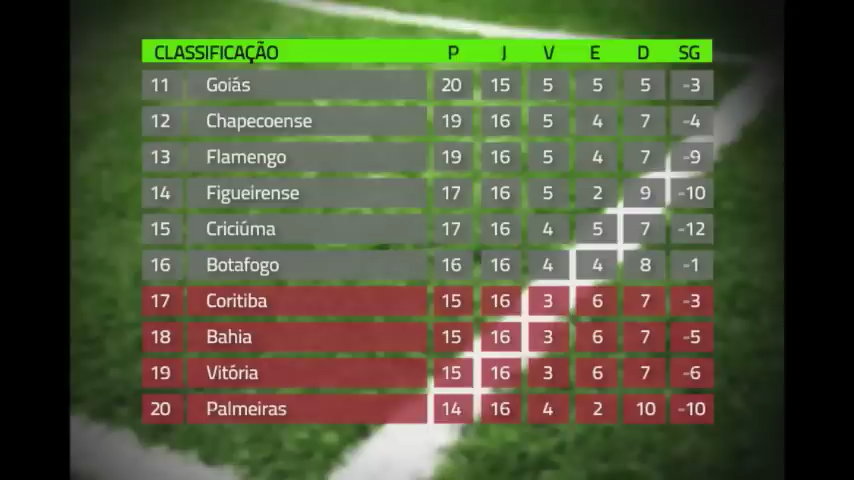 CLASSIFICAÇÃO P J V E D SG
11 Goiás 20 15 5 5 5 -3
12 Chapecoense 19 16 5 4 7 -4
13 Flamengo 19 16 5 4 7 -9
14 Figueirense 17 16 5 2 9 -10
15 Criciúma 17 16 4 5 7 -12
16 Botafogo 16 16 4 4 8 -1
17 Coritiba 15 16 3 6 7 -3
18 Bahia 15 16 3 6 7 -5
19 Vitória 15 16 3 6 7 -6
20 Palmeiras 14 16 4 2 10 -10